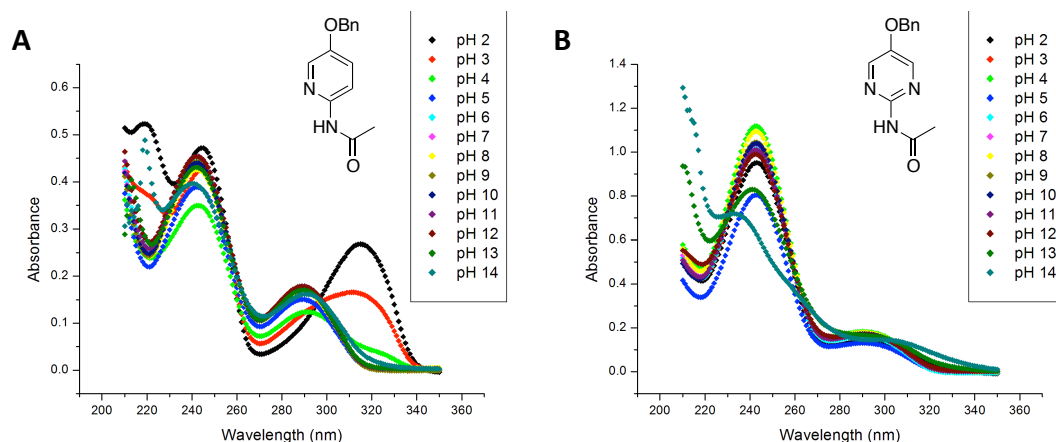 A
OBn
N
HN
O
pH 2
pH 3
pH 4
pH 5
pH 6
pH 7
pH 8
pH 9
pH 10
pH 11
pH 12
pH 13
pH 14
0.6
0.5
0.4
0.3
0.2
0.1
0.0
Absorbance
200 220 240 260 280 300 320 340 360
Wavelength (nm)
B
OBn
N N
HN
O
pH 2
pH 3
pH 4
pH 5
pH 6
pH 7
pH 8
pH 9
pH 10
pH 11
pH 12
pH 13
pH 14
1.4
1.2
1.0
0.8
0.6
0.4
0.2
0.0
Absorbance
200 220 240 260 280 300 320 340 360
Wavelength (nm)